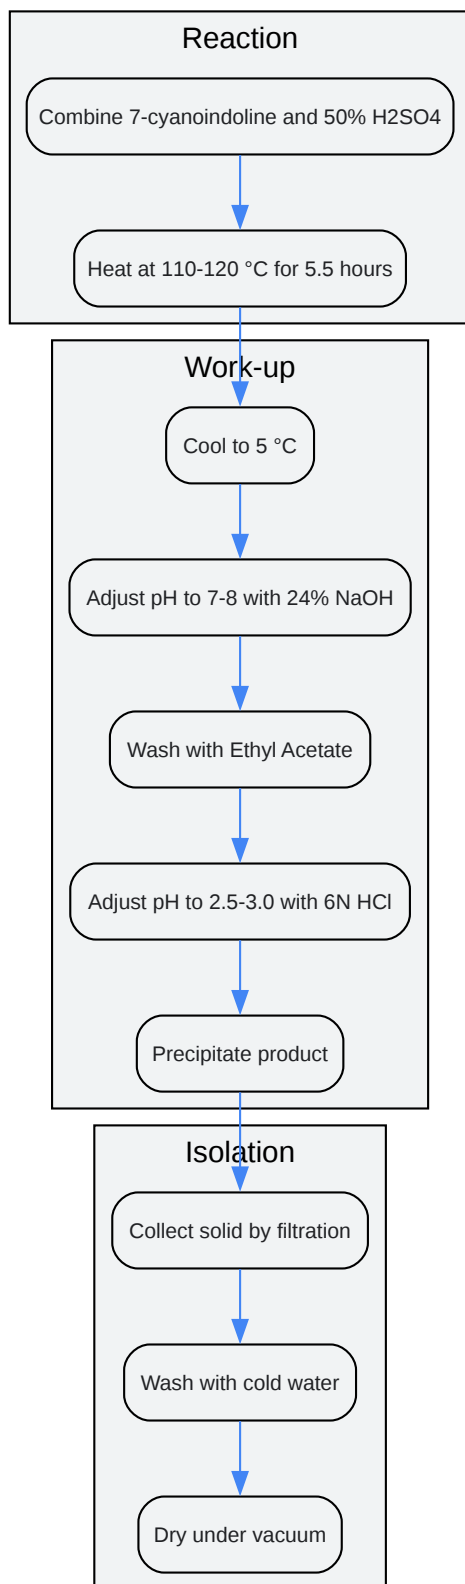 Reaction
Combine 7-cyanoindoline and 50% H2SO4
Heat at 110-120 °C for 5.5 hours
Work-up
Cool to 5 °C
Adjust pH to 7-8 with 24% NaOH
Wash with Ethyl Acetate
Adjust pH to 2.5-3.0 with 6N HCl
Precipitate product
Isolation
Collect solid by filtration
Wash with cold water
Dry under vacuum